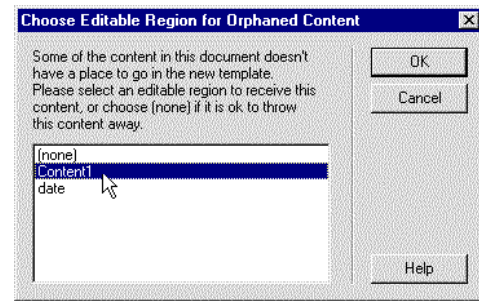 Choose Editable Region for Orphaned Content
Some of the content in this document doesn't
have a place to go in the new template.
Please select an editable region to receive this
content, or choose (none) if it is ok to throw
this content away.
OK
Cancel
(none)
Content1
date
Help